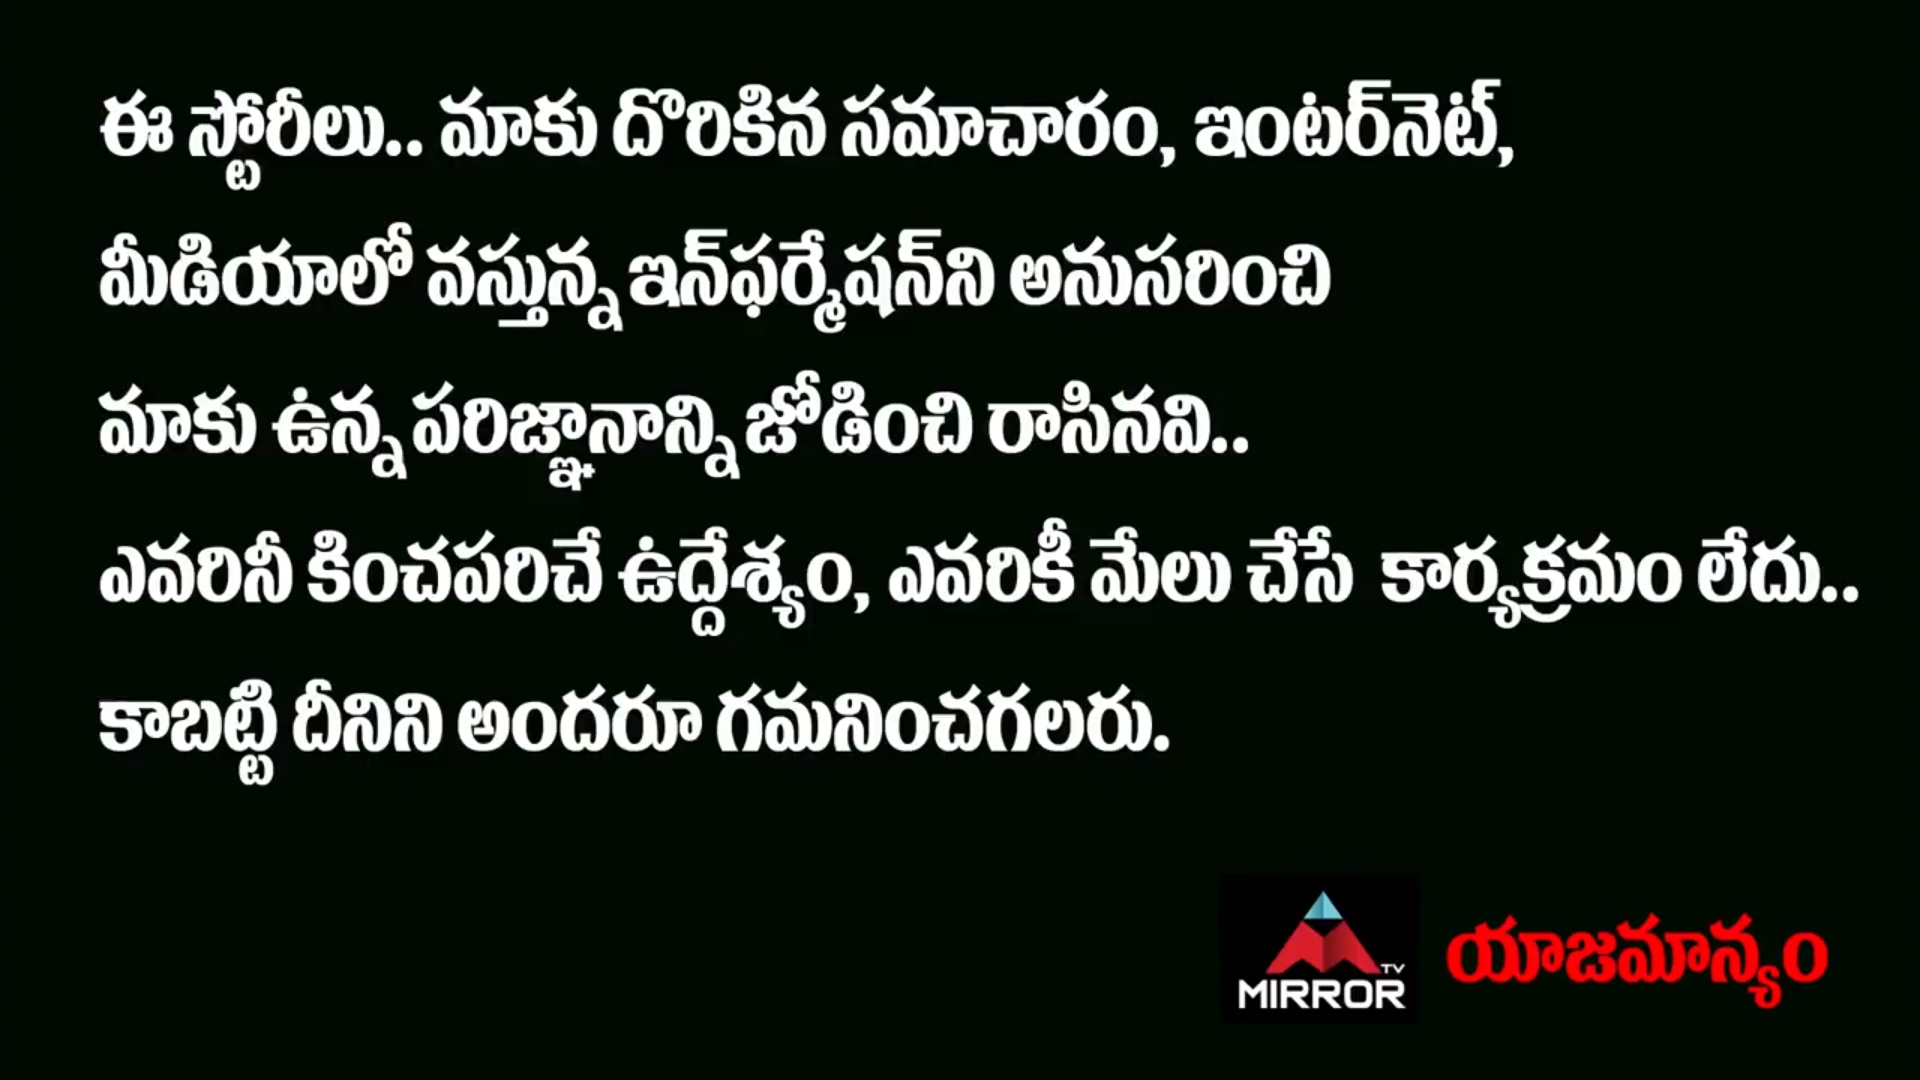 ఈ స్టోరీలు.. మాకు దొరికిన సమాచారం, ఇంటర్‌నెట్,
మీడియాలో వస్తున్న ఇన్‌ఫర్మేషన్‌ని అనుసరించి
మాకు ఉన్న పరిజ్ఞానాన్ని జోడించి రాసినవి..
ఎవరినీ కించపరిచే ఉద్దేశ్యం, ఎవరికీ మేలు చేసే కార్యక్రమం లేదు..
కాబట్టి దీనిని అందరూ గమనించగలరు.
TV
MIRROR
యాజమాన్యం